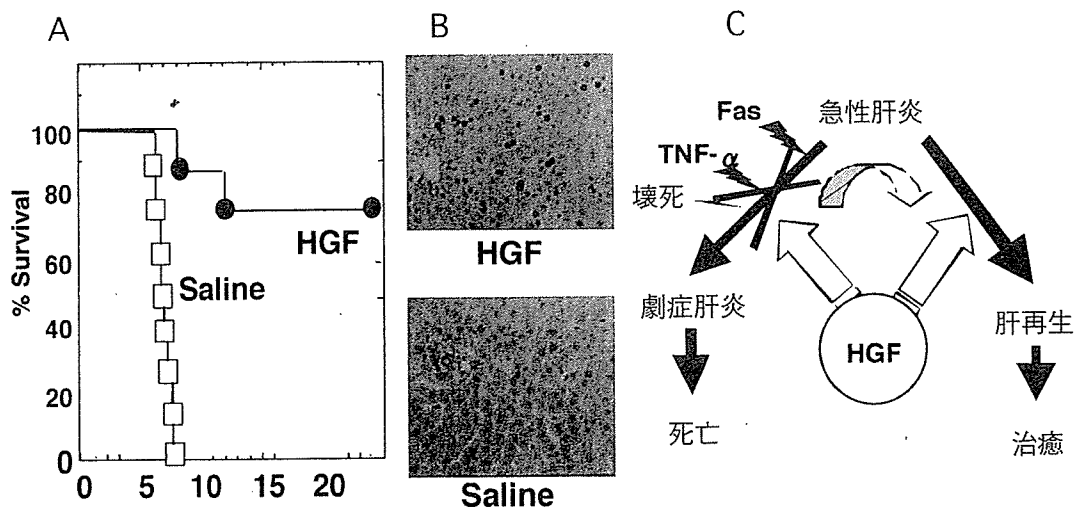 A
% Survival
100
80
60
40
20
0
0 5 10 15 20
HGF
Saline
B
HGF
Saline
C
Fas
急性肝炎
TNF-α
壊死
劇症肝炎
肝再生
HGF
死亡
治癒